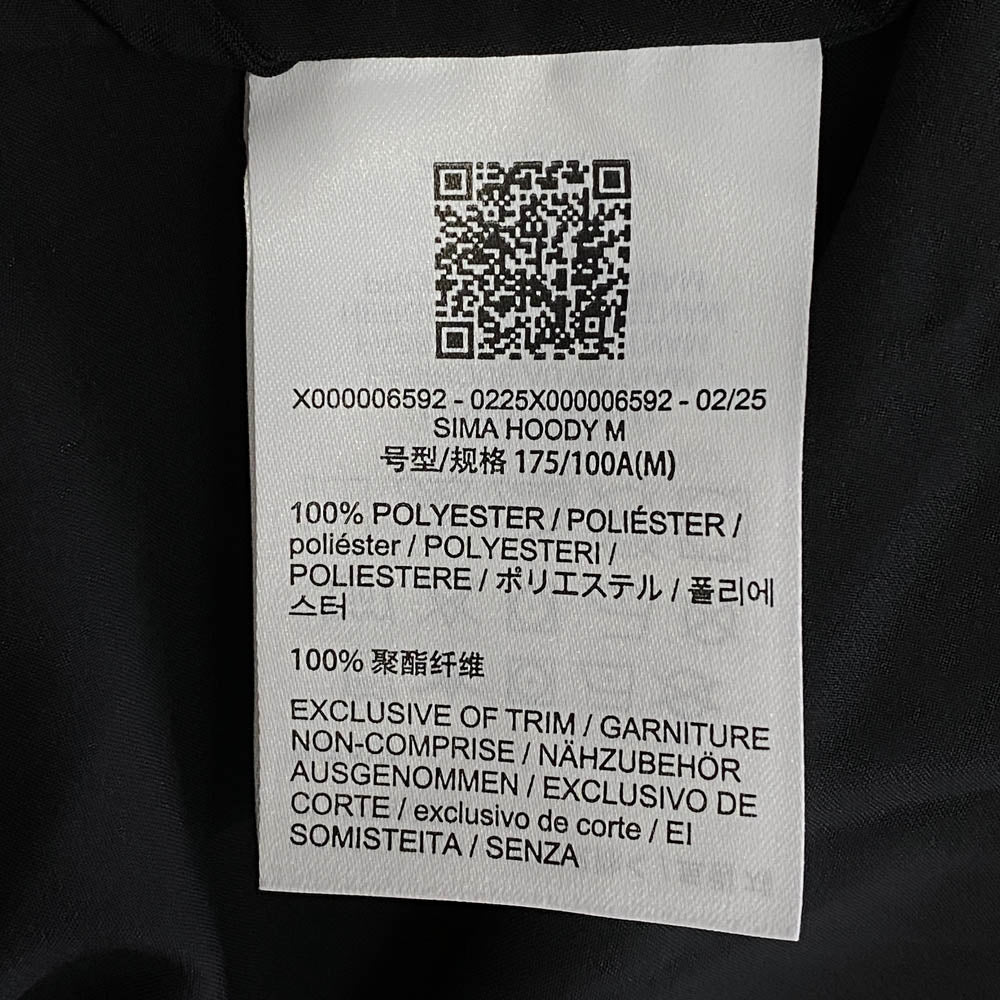 X000006592 - 0225X000006592 - 02/25
SIMA HOODY M
号型/规格 175/100A(M)
100% POLYESTER / POLIÉSTER /
poliéster / POLYESTERI /
POLIESTERE / ポリエステル / 폴리에
스터
100% 聚酯纤维
EXCLUSIVE OF TRIM / GARNITURE
NON-COMPRISE / NÄHZUBEHÖR
AUSGENOMMEN / EXCLUSIVO DE
CORTE / exclusivo de corte / EI
SOMISTEITA / SENZA